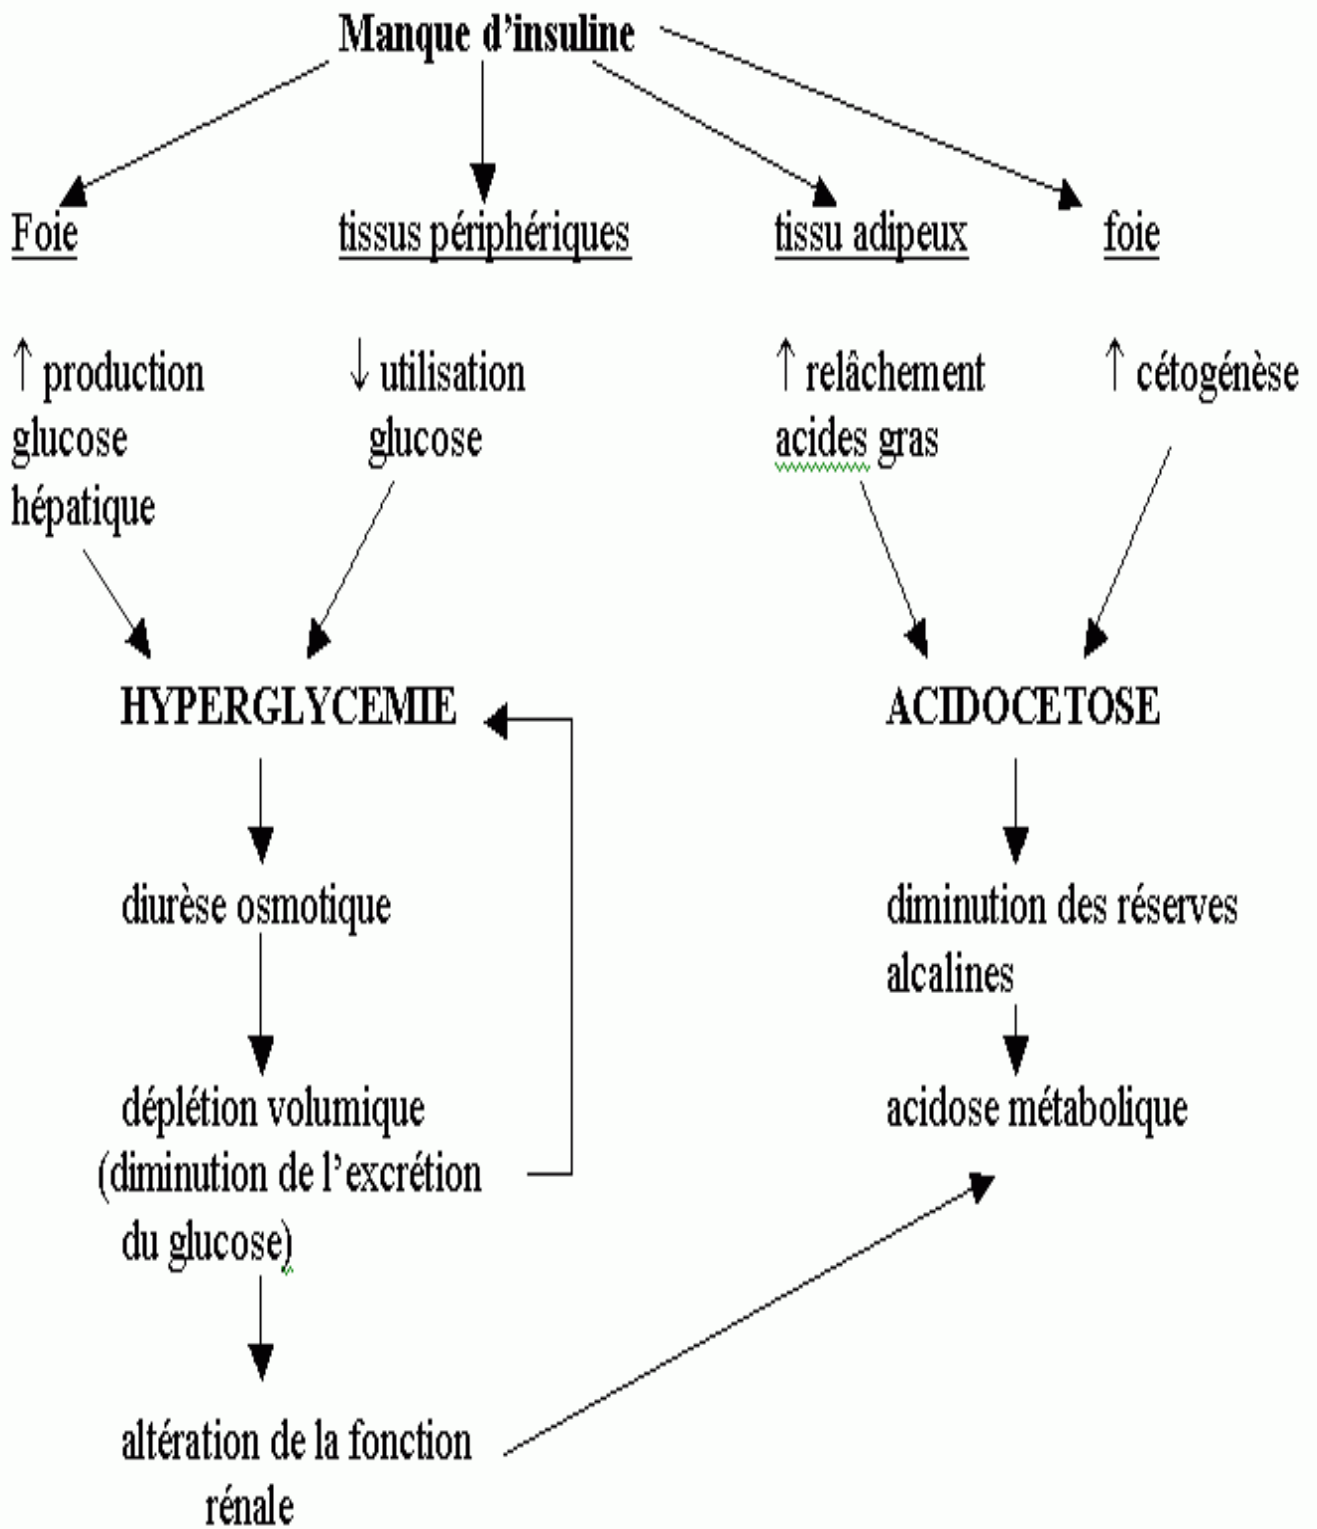 Manque d’insuline
Foie
tissus périphériques
tissu adipeux
foie
↑ production
glucose
hépatique
↓ utilisation
glucose
↑ relâchement
acides gras
↑ cétogénèse
HYPERGLYCEMIE
ACIDOCETOSE
diurèse osmotique
diminution des réserves
alcalines
déplétion volumique
(diminution de l’excrétion
du glucose)
acidose métabolique
altération de la fonction
rénale